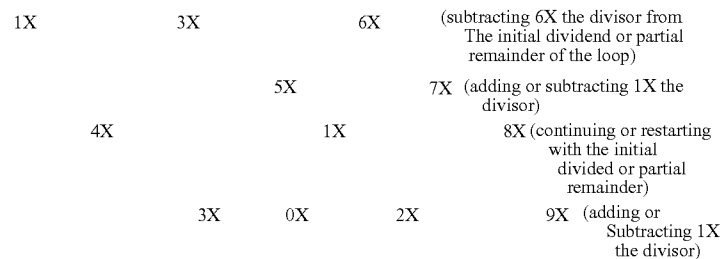 1X 3X 6X (subtracting 6X the divisor from
The initial dividend or partial
remainder of the loop)
5X 7X (adding or subtracting 1X the
divisor)
4X 1X 8X (continuing or restarting
with the initial
divided or partial
remainder)
3X 0X 2X 9X (adding or
Subtracting 1X
the divisor)